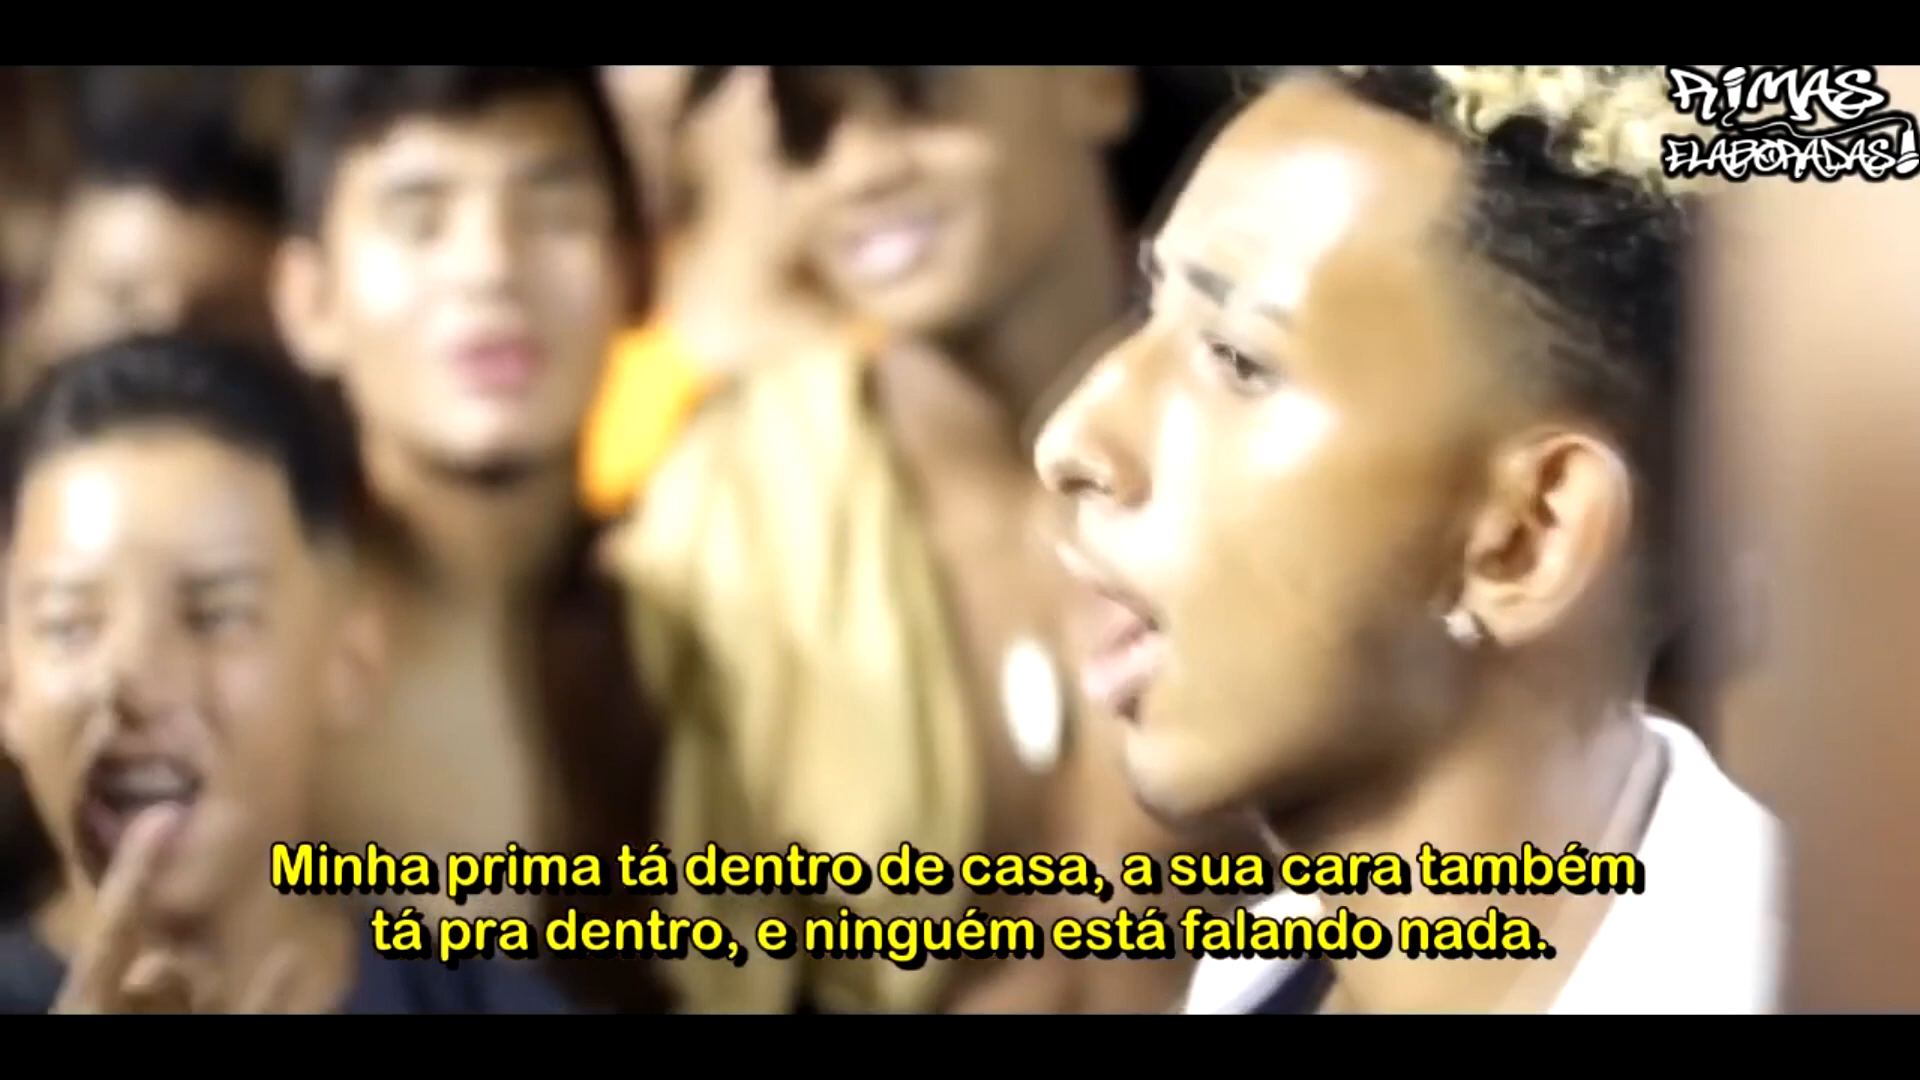 RIMAS
ELABORADAS!
Minha prima tá dentro de casa, a sua cara também
tá pra dentro, e ninguém está falando nada.